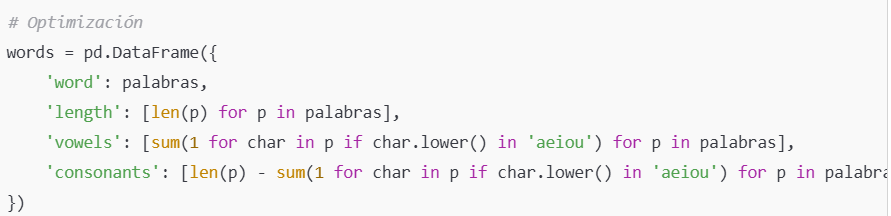 # Optimización
words = pd.DataFrame({
    'word': palabras,
    'length': [len(p) for p in palabras],
    'vowels': [sum(1 for char in p if char.lower() in 'aeiou') for p in palabras],
    'consonants': [len(p) - sum(1 for char in p if char.lower() in 'aeiou') for p in
})